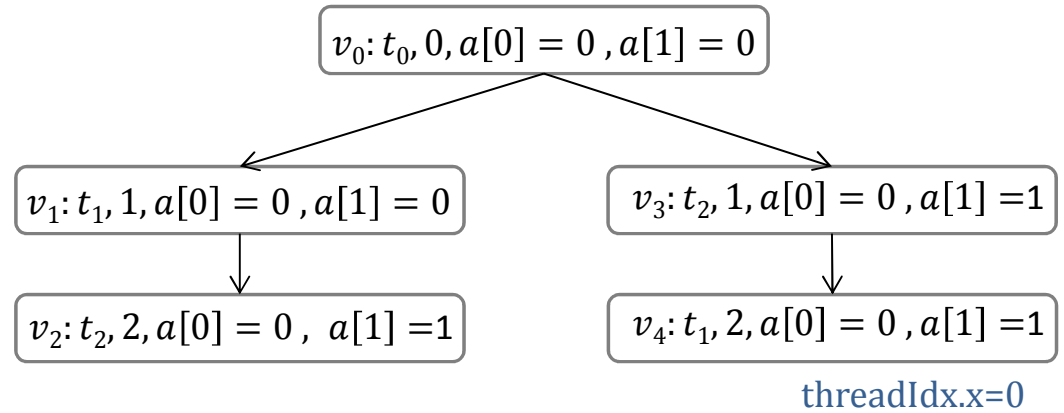 v₀: t₀, 0, a[0] = 0 , a[1] = 0
v₁: t₁, 1, a[0] = 0 , a[1] = 0
v₃: t₂, 1, a[0] = 0 , a[1] =1
v₂: t₂, 2, a[0] = 0 , a[1] =1
v₄: t₁, 2, a[0] = 0 , a[1] =1
threadIdx.x=0